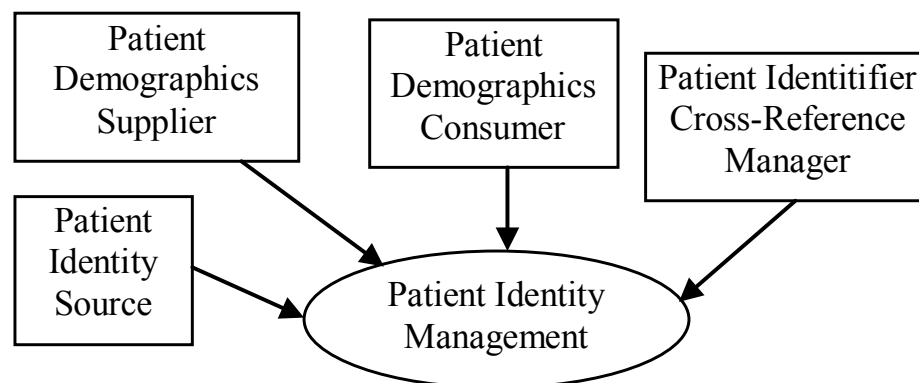 Patient
Demographics
Supplier
Patient
Demographics
Consumer
Patient Identitifier
Cross-Reference
Manager
Patient
Identity
Source
Patient Identity
Management